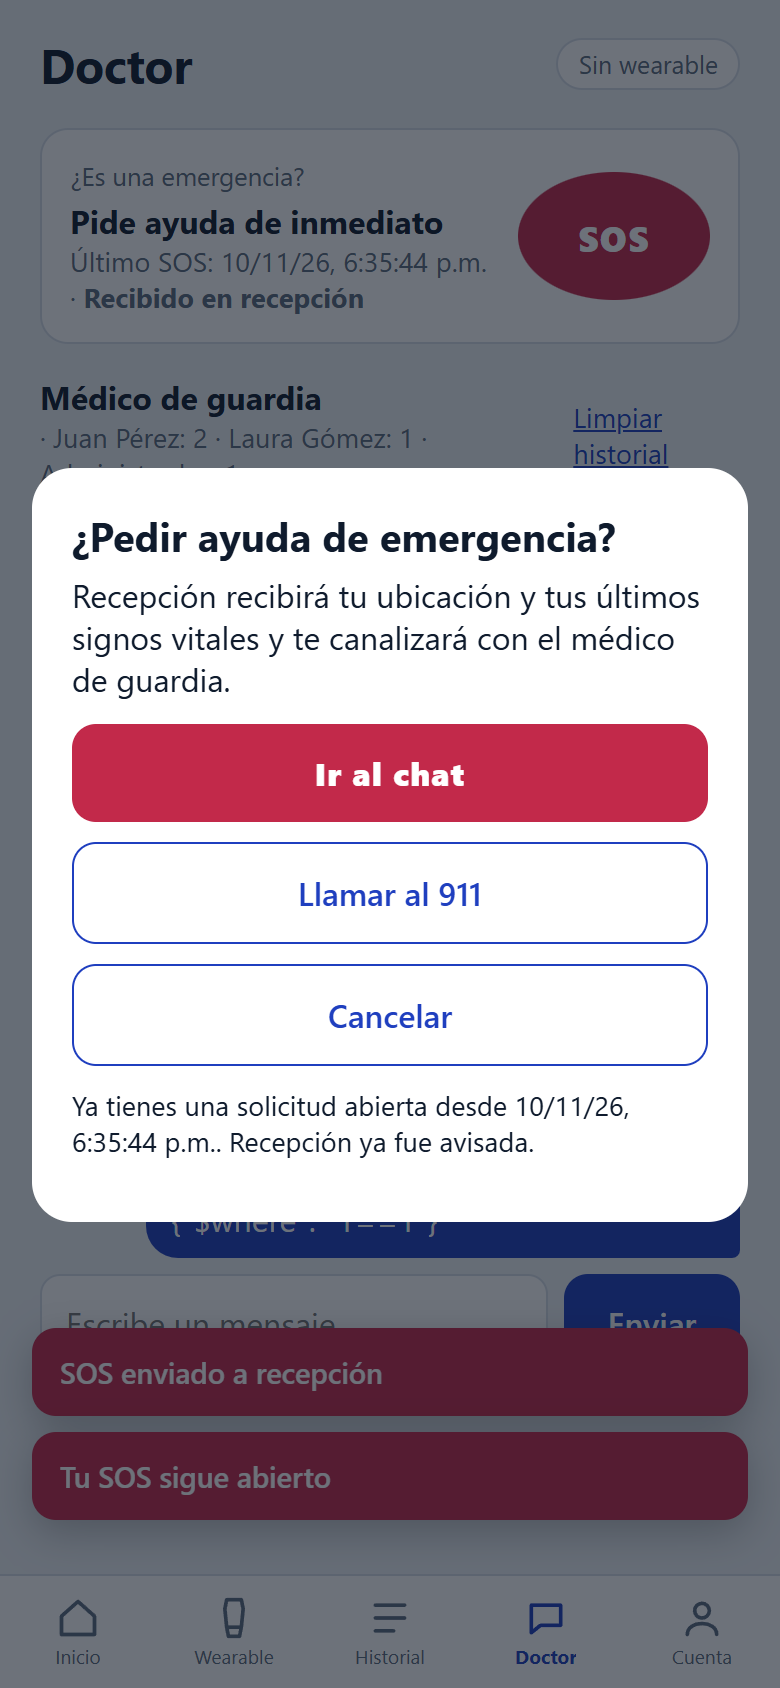 Doctor
Sin wearable
¿Es una emergencia?
Pide ayuda de inmediato
Último SOS: 10/11/26, 6:35:44 p.m.
· Recibido en recepción
SOS
Médico de guardia
· Juan Pérez: 2 · Laura Gómez: 1 ·
Limpiar
historial
¿Pedir ayuda de emergencia?
Recepción recibirá tu ubicación y tus últimos
signos vitales y te canalizará con el médico
de guardia.
Ir al chat
Llamar al 911
Cancelar
Ya tienes una solicitud abierta desde 10/11/26,
6:35:44 p.m.. Recepción ya fue avisada.
Escribe un mensaje
Enviar
SOS enviado a recepción
Tu SOS sigue abierto
Inicio
Wearable
Historial
Doctor
Cuenta